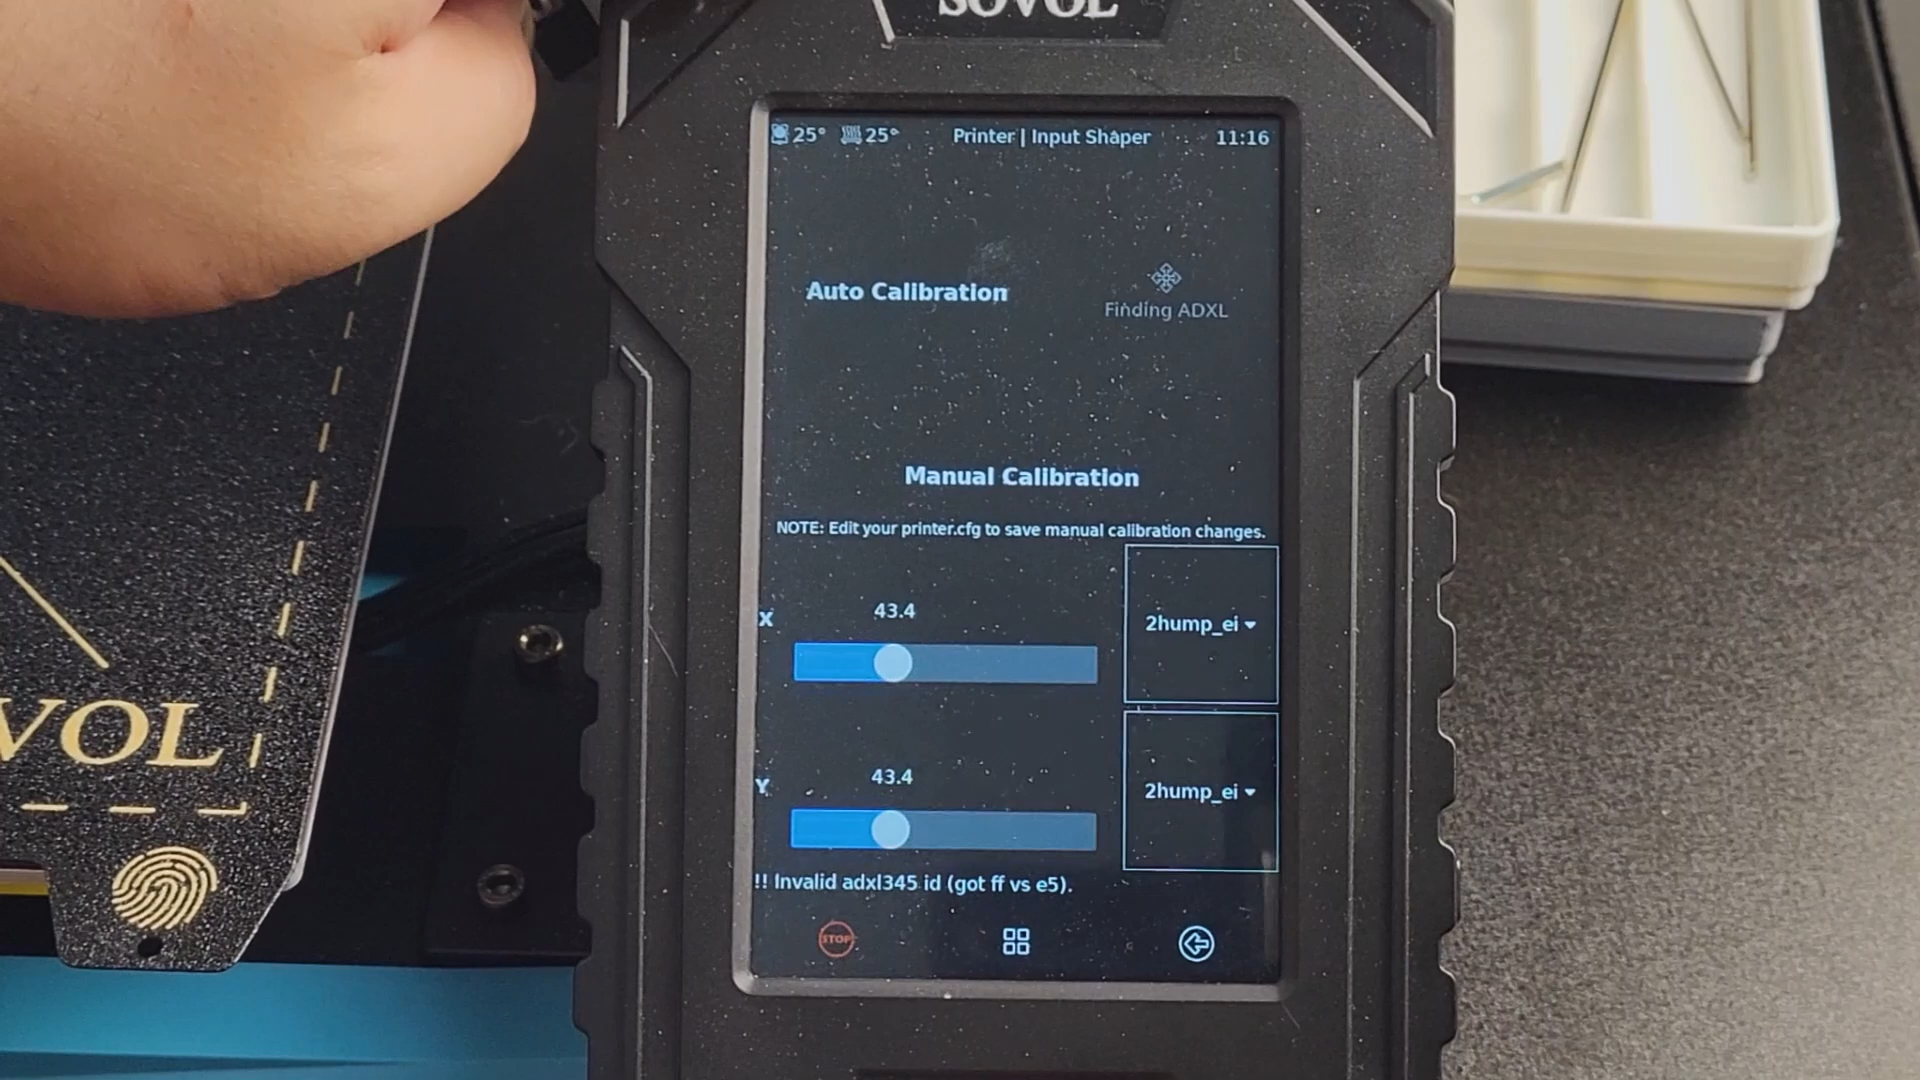 SOVOL
25° 25° Printer | Input Shaper 11:16
Auto Calibration
Finding ADXL
Manual Calibration
NOTE: Edit your printer.cfg to save manual calibration changes.
43.4
X
2hump_ei
43.4
Y
2hump_ei
!! Invalid adxl345 id (got ff vs e5).
STOP
VOL